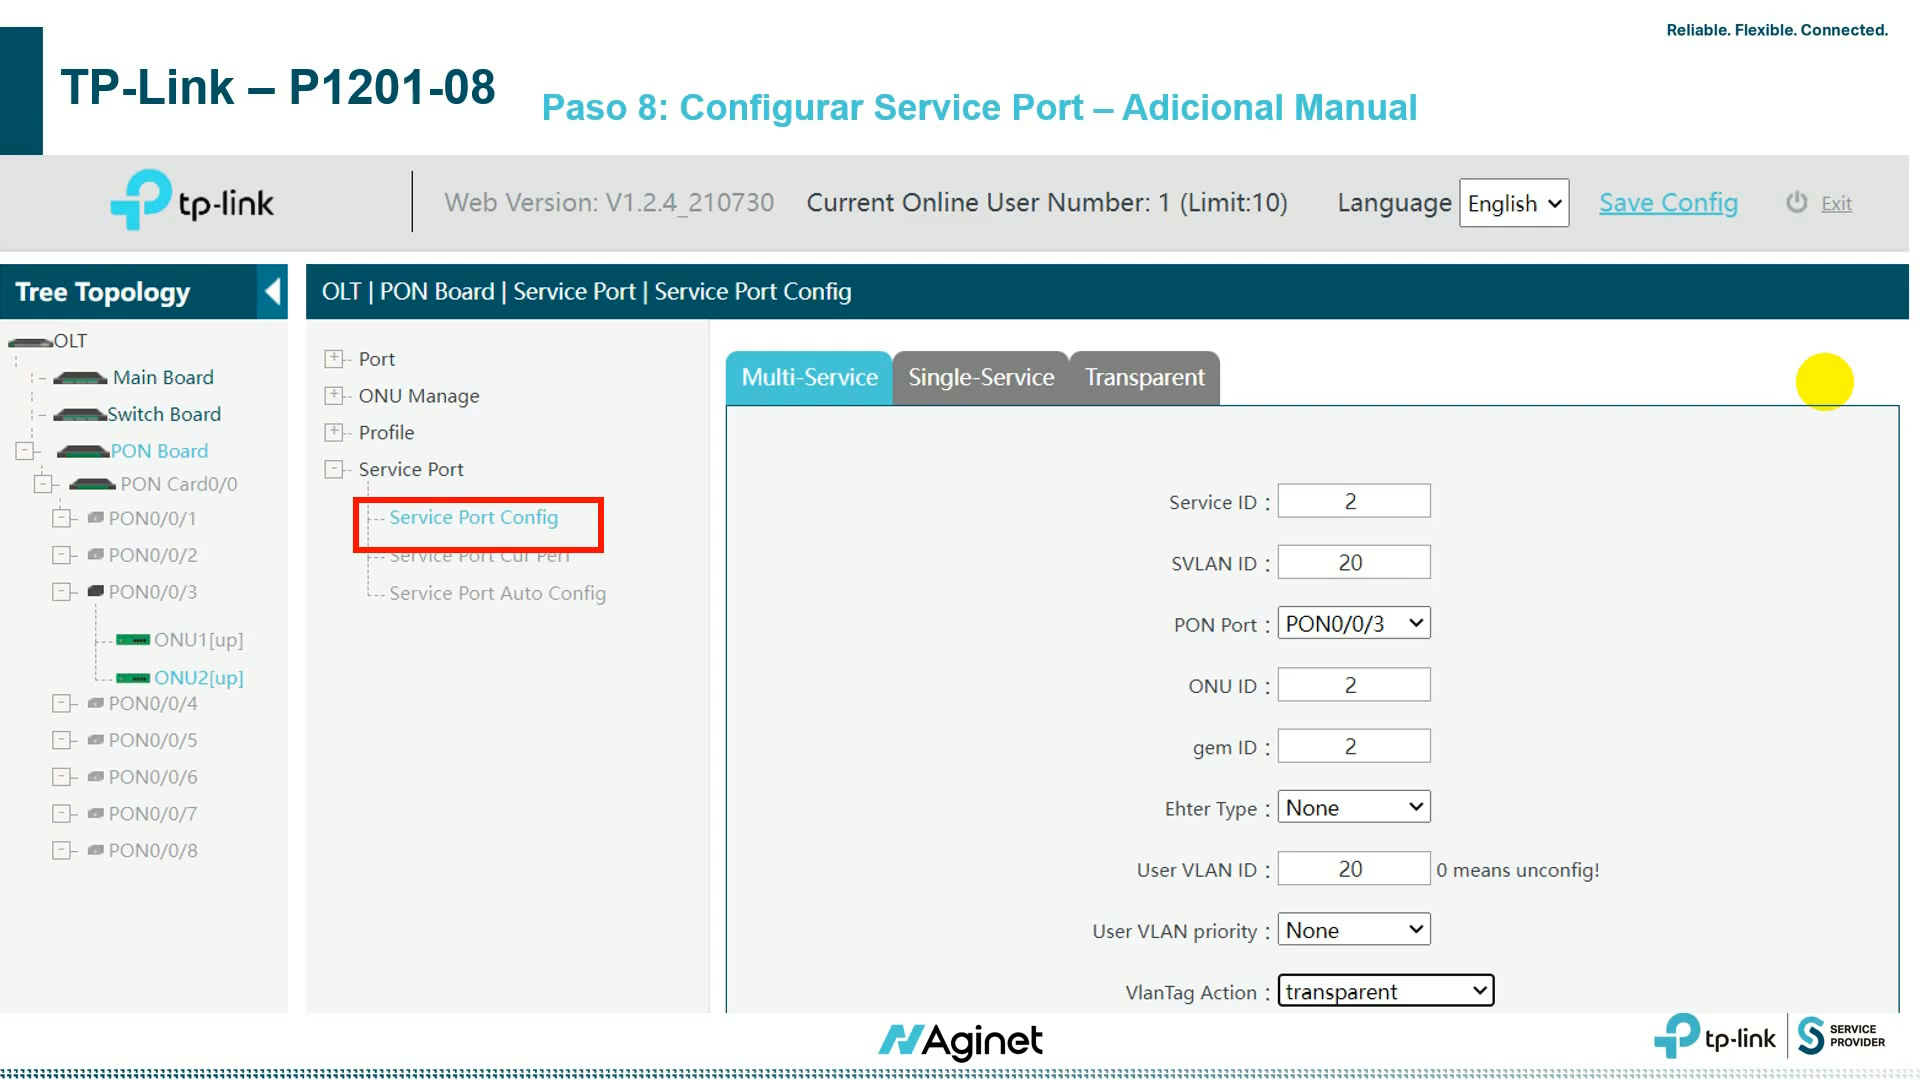 Reliable. Flexible. Connected.
TP-Link – P1201-08
Paso 8: Configurar Service Port – Adicional Manual
tp-link
Web Version: V1.2.4_210730
Current Online User Number: 1 (Limit:10)
Language
English
Save Config
Exit
Tree Topology
OLT
Main Board
Switch Board
PON Board
PON Card0/0
PON0/0/1
PON0/0/2
PON0/0/3
ONU1[up]
ONU2[up]
PON0/0/4
PON0/0/5
PON0/0/6
PON0/0/7
PON0/0/8
OLT | PON Board | Service Port | Service Port Config
Port
ONU Manage
Profile
Service Port
Service Port Config
Service Port Cur Perf
Service Port Auto Config
Multi-Service
Single-Service
Transparent
Service ID : 2
SVLAN ID : 20
PON Port : PON0/0/3
ONU ID : 2
gem ID : 2
Ehter Type : None
User VLAN ID : 20 0 means unconfig!
User VLAN priority : None
VlanTag Action : transparent
Aginet
tp-link
SERVICE
PROVIDER